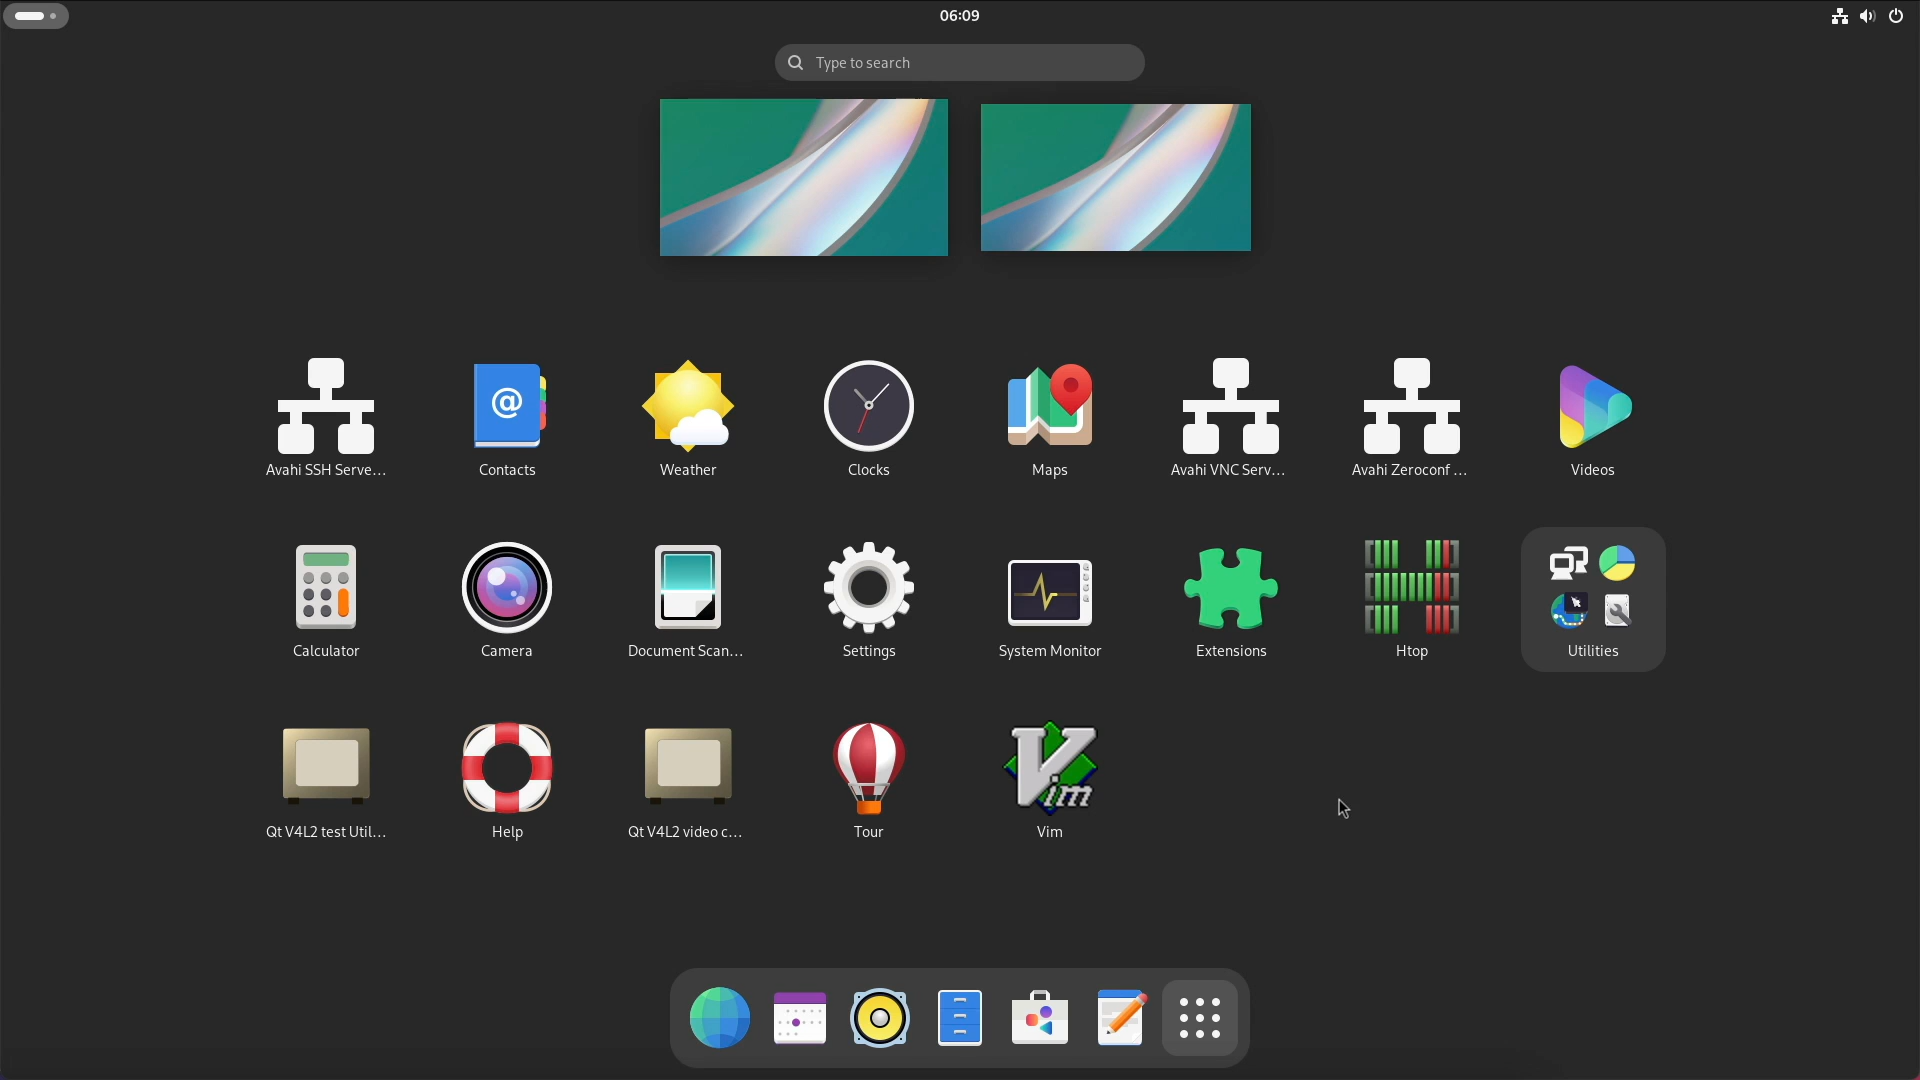 06:09
Type to search
Avahi SSH Serve...
Contacts
Weather
Clocks
Maps
Avahi VNC Serv...
Avahi Zeroconf ...
Videos
@
Calculator
Camera
Document Scan...
Settings
System Monitor
Extensions
Htop
Utilities
Qt V4L2 test Util...
Help
Qt V4L2 video c...
Tour
Vim
Vim